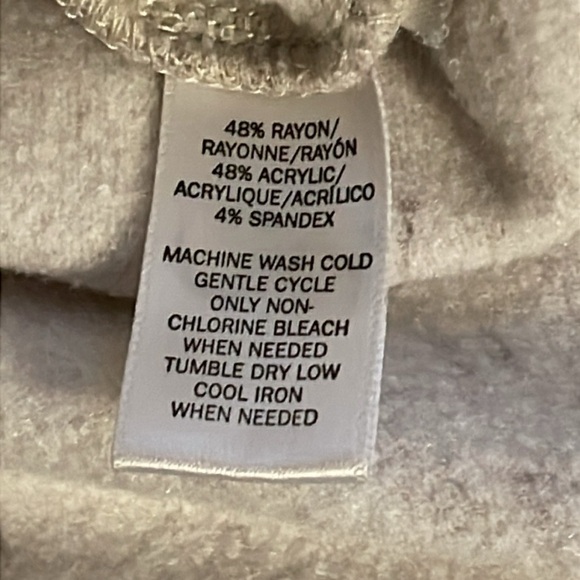 48% RAYON/
RAYONNE/RAYÓN
48% ACRYLIC/
ACRYLIQUE/ACRÍLICO
4% SPANDEX
MACHINE WASH COLD
GENTLE CYCLE
ONLY NON-
CHLORINE BLEACH
WHEN NEEDED
TUMBLE DRY LOW
COOL IRON
WHEN NEEDED